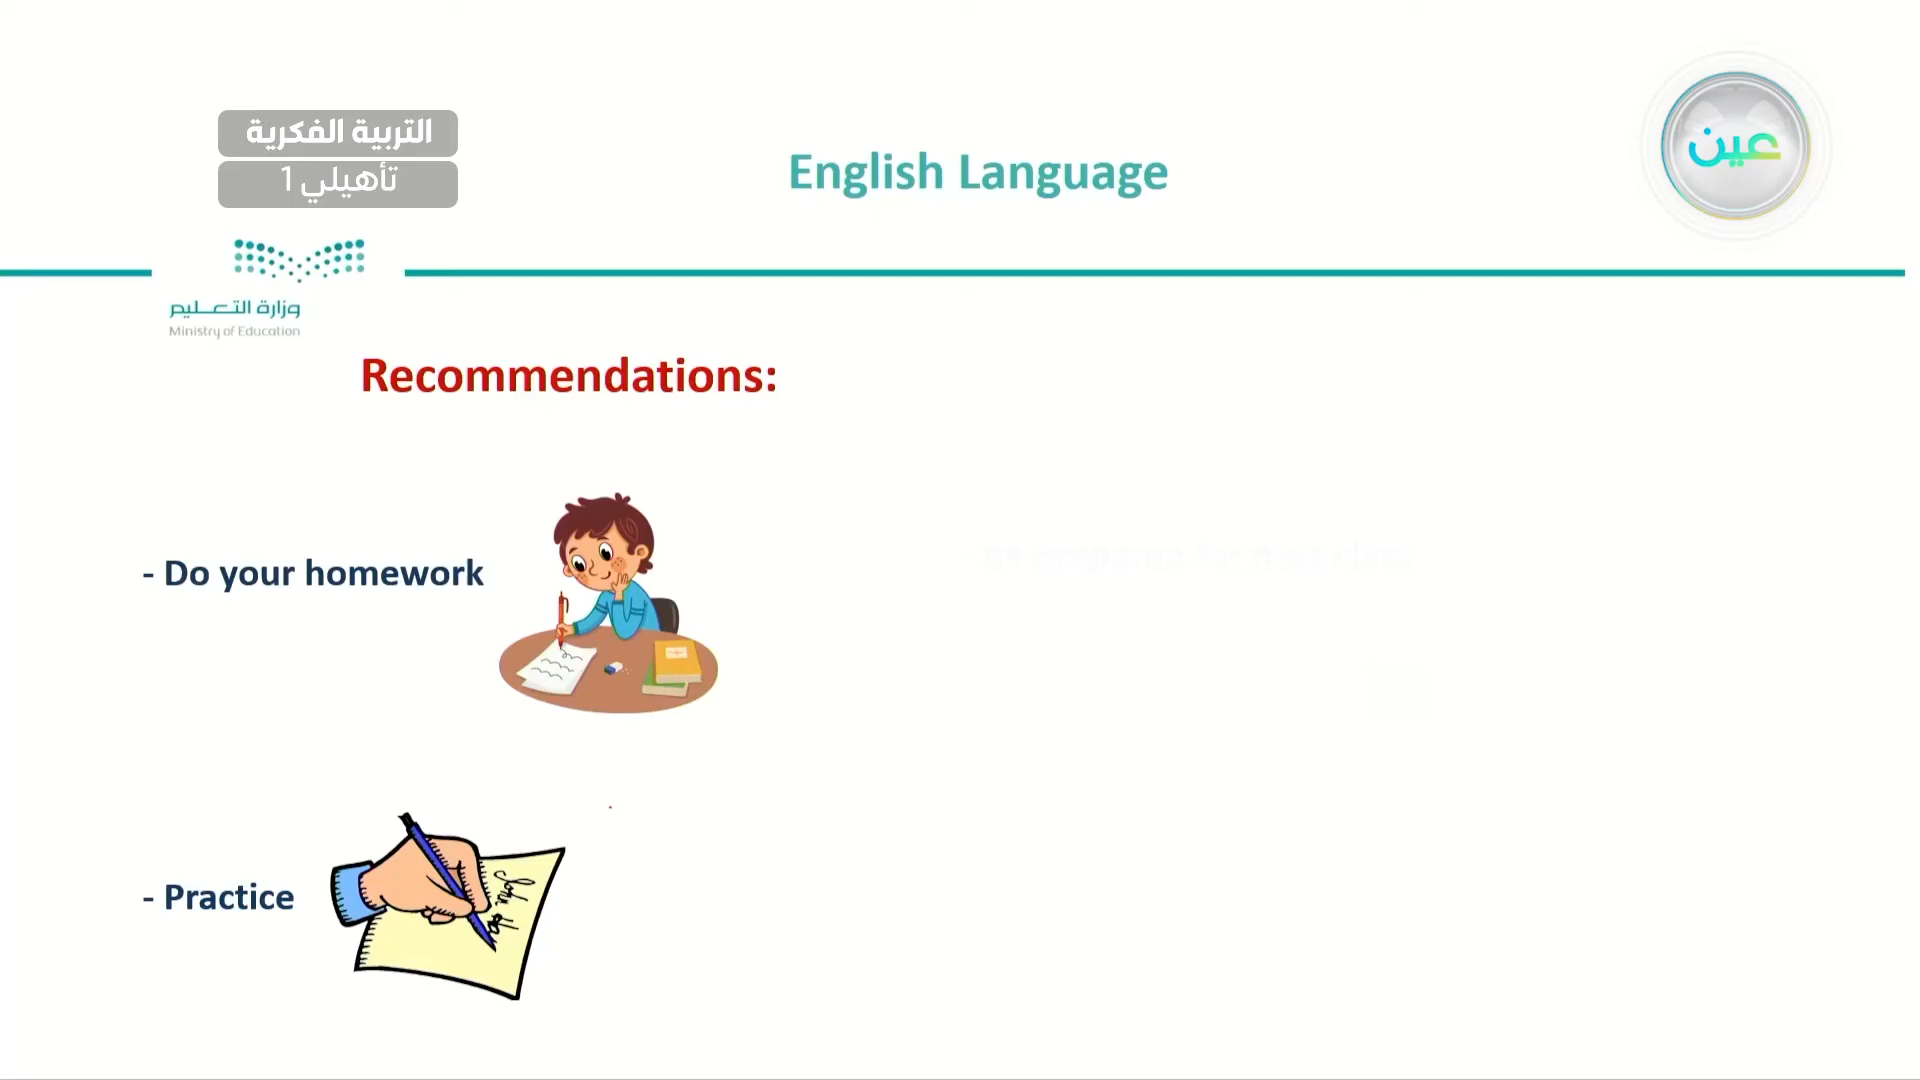 التربية الفكرية
تأهيلي 1
English Language
عين
وزارة التعليم
Ministry of Education
Recommendations:
- Do your homework
- Practice